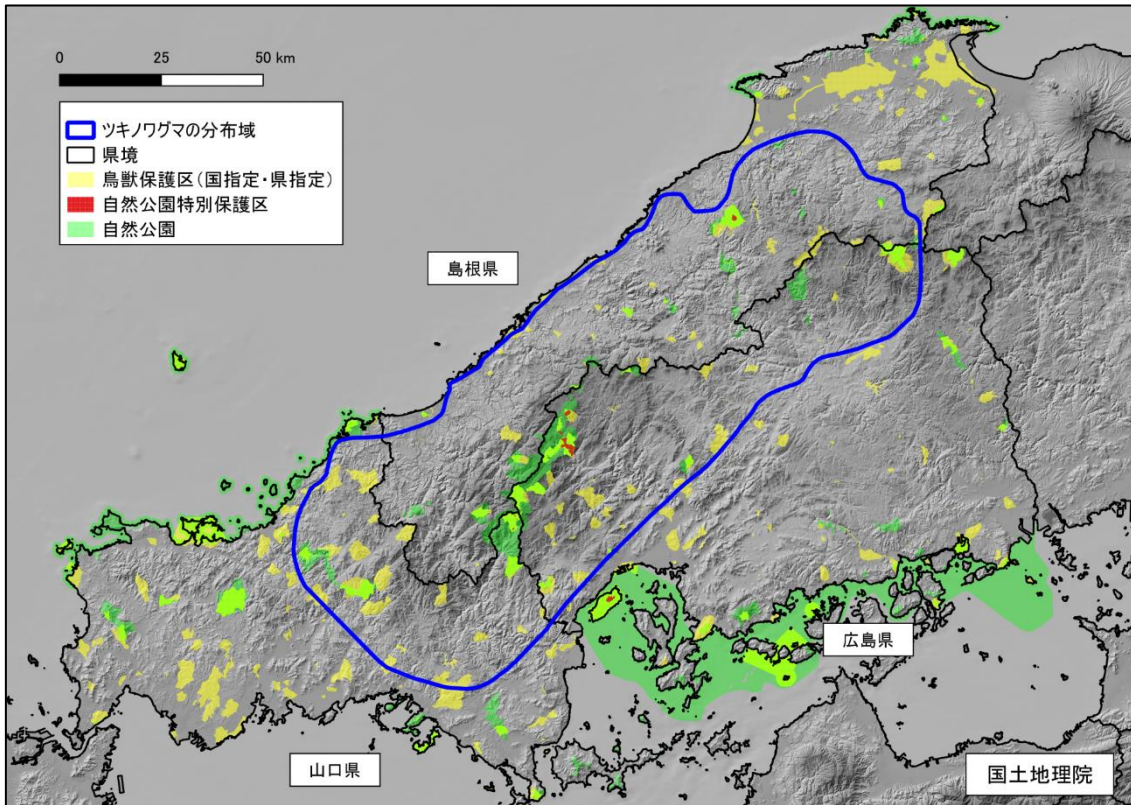 0 25 50 km
ツキノワグマの分布域
県境
鳥獣保護区(国指定・県指定)
自然公園特別保護区
自然公園
島根県
広島県
山口県
国土地理院